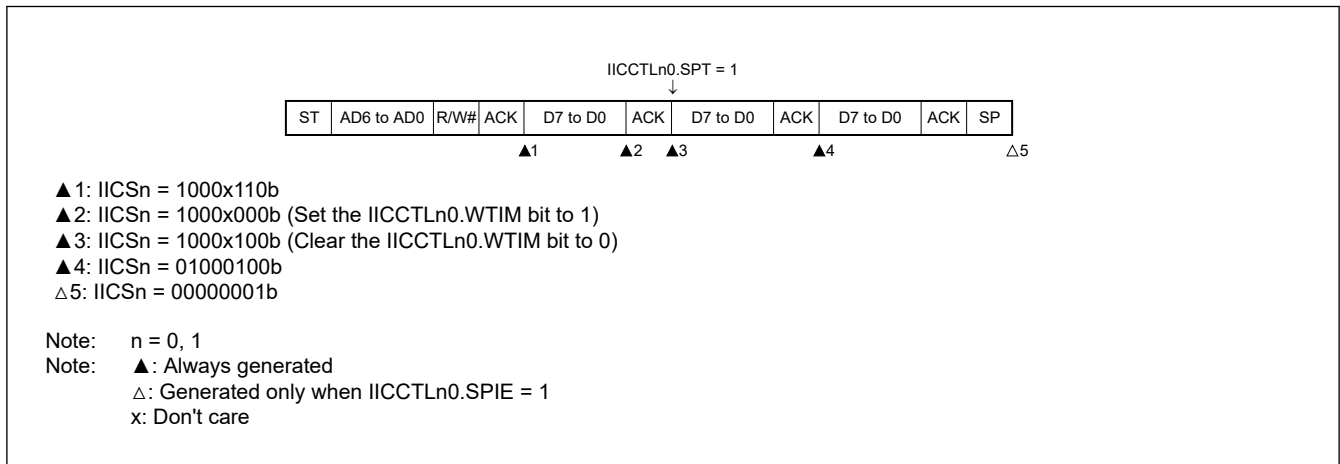 IICCTLn0.SPT = 1
↓
ST AD6 to AD0 R/W# ACK D7 to D0 ACK D7 to D0 ACK D7 to D0 ACK SP
▲1 ▲2 ▲3 ▲4 △5
▲1: IICSn = 1000x110b
▲2: IICSn = 1000x000b (Set the IICCTLn0.WTIM bit to 1)
▲3: IICSn = 1000x100b (Clear the IICCTLn0.WTIM bit to 0)
▲4: IICSn = 01000100b
△5: IICSn = 00000001b
Note: n = 0, 1
Note: ▲: Always generated
△: Generated only when IICCTLn0.SPIE = 1
x: Don't care